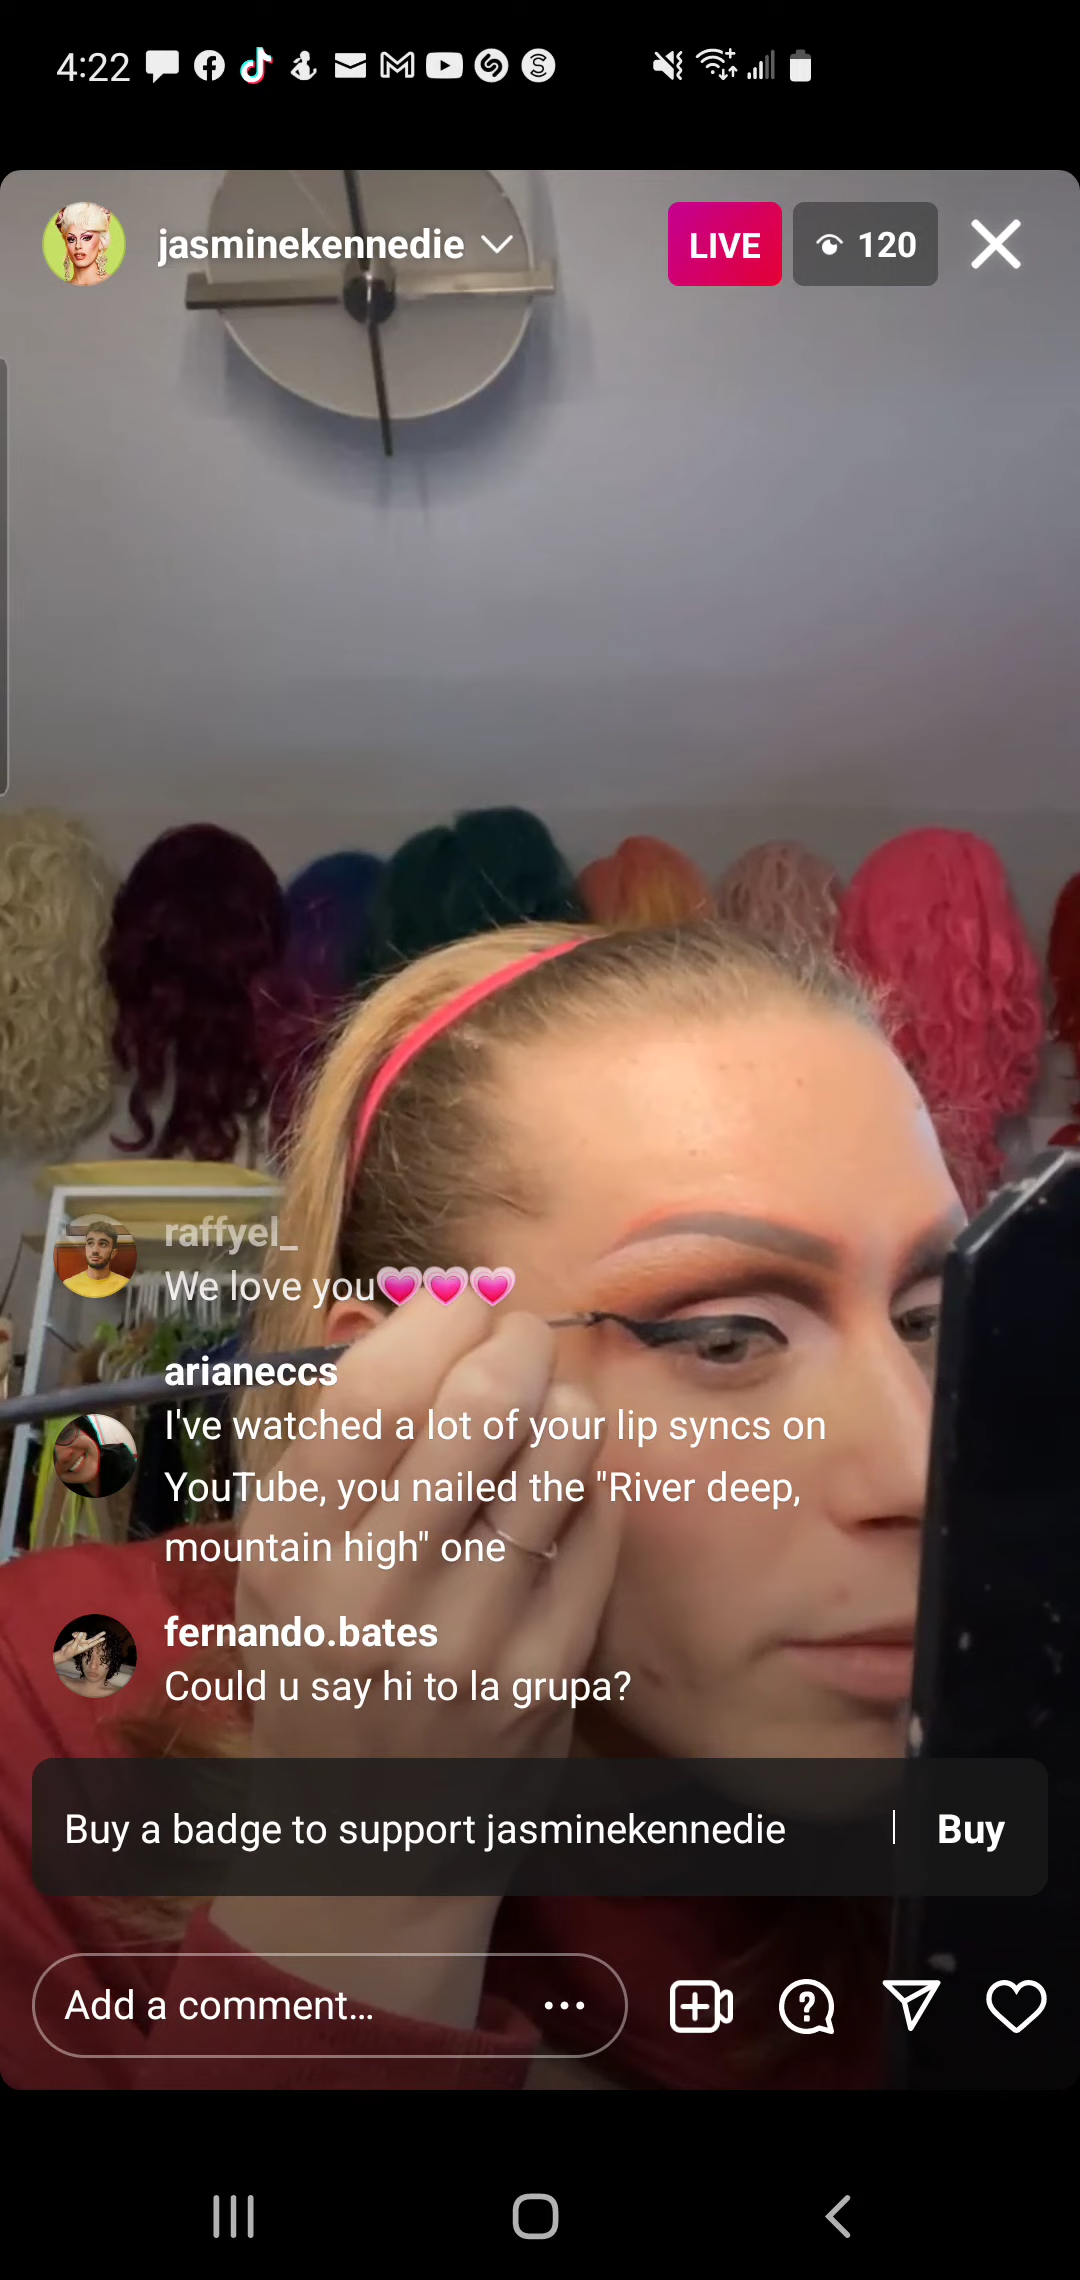 4:22
jasminekennedie
LIVE
120
raffyel_
We love you💗💗💗
arianeccs
I've watched a lot of your lip syncs on
YouTube, you nailed the "River deep,
mountain high" one
fernando.bates
Could u say hi to la grupa?
Buy a badge to support jasminekennedie | Buy
Add a comment...